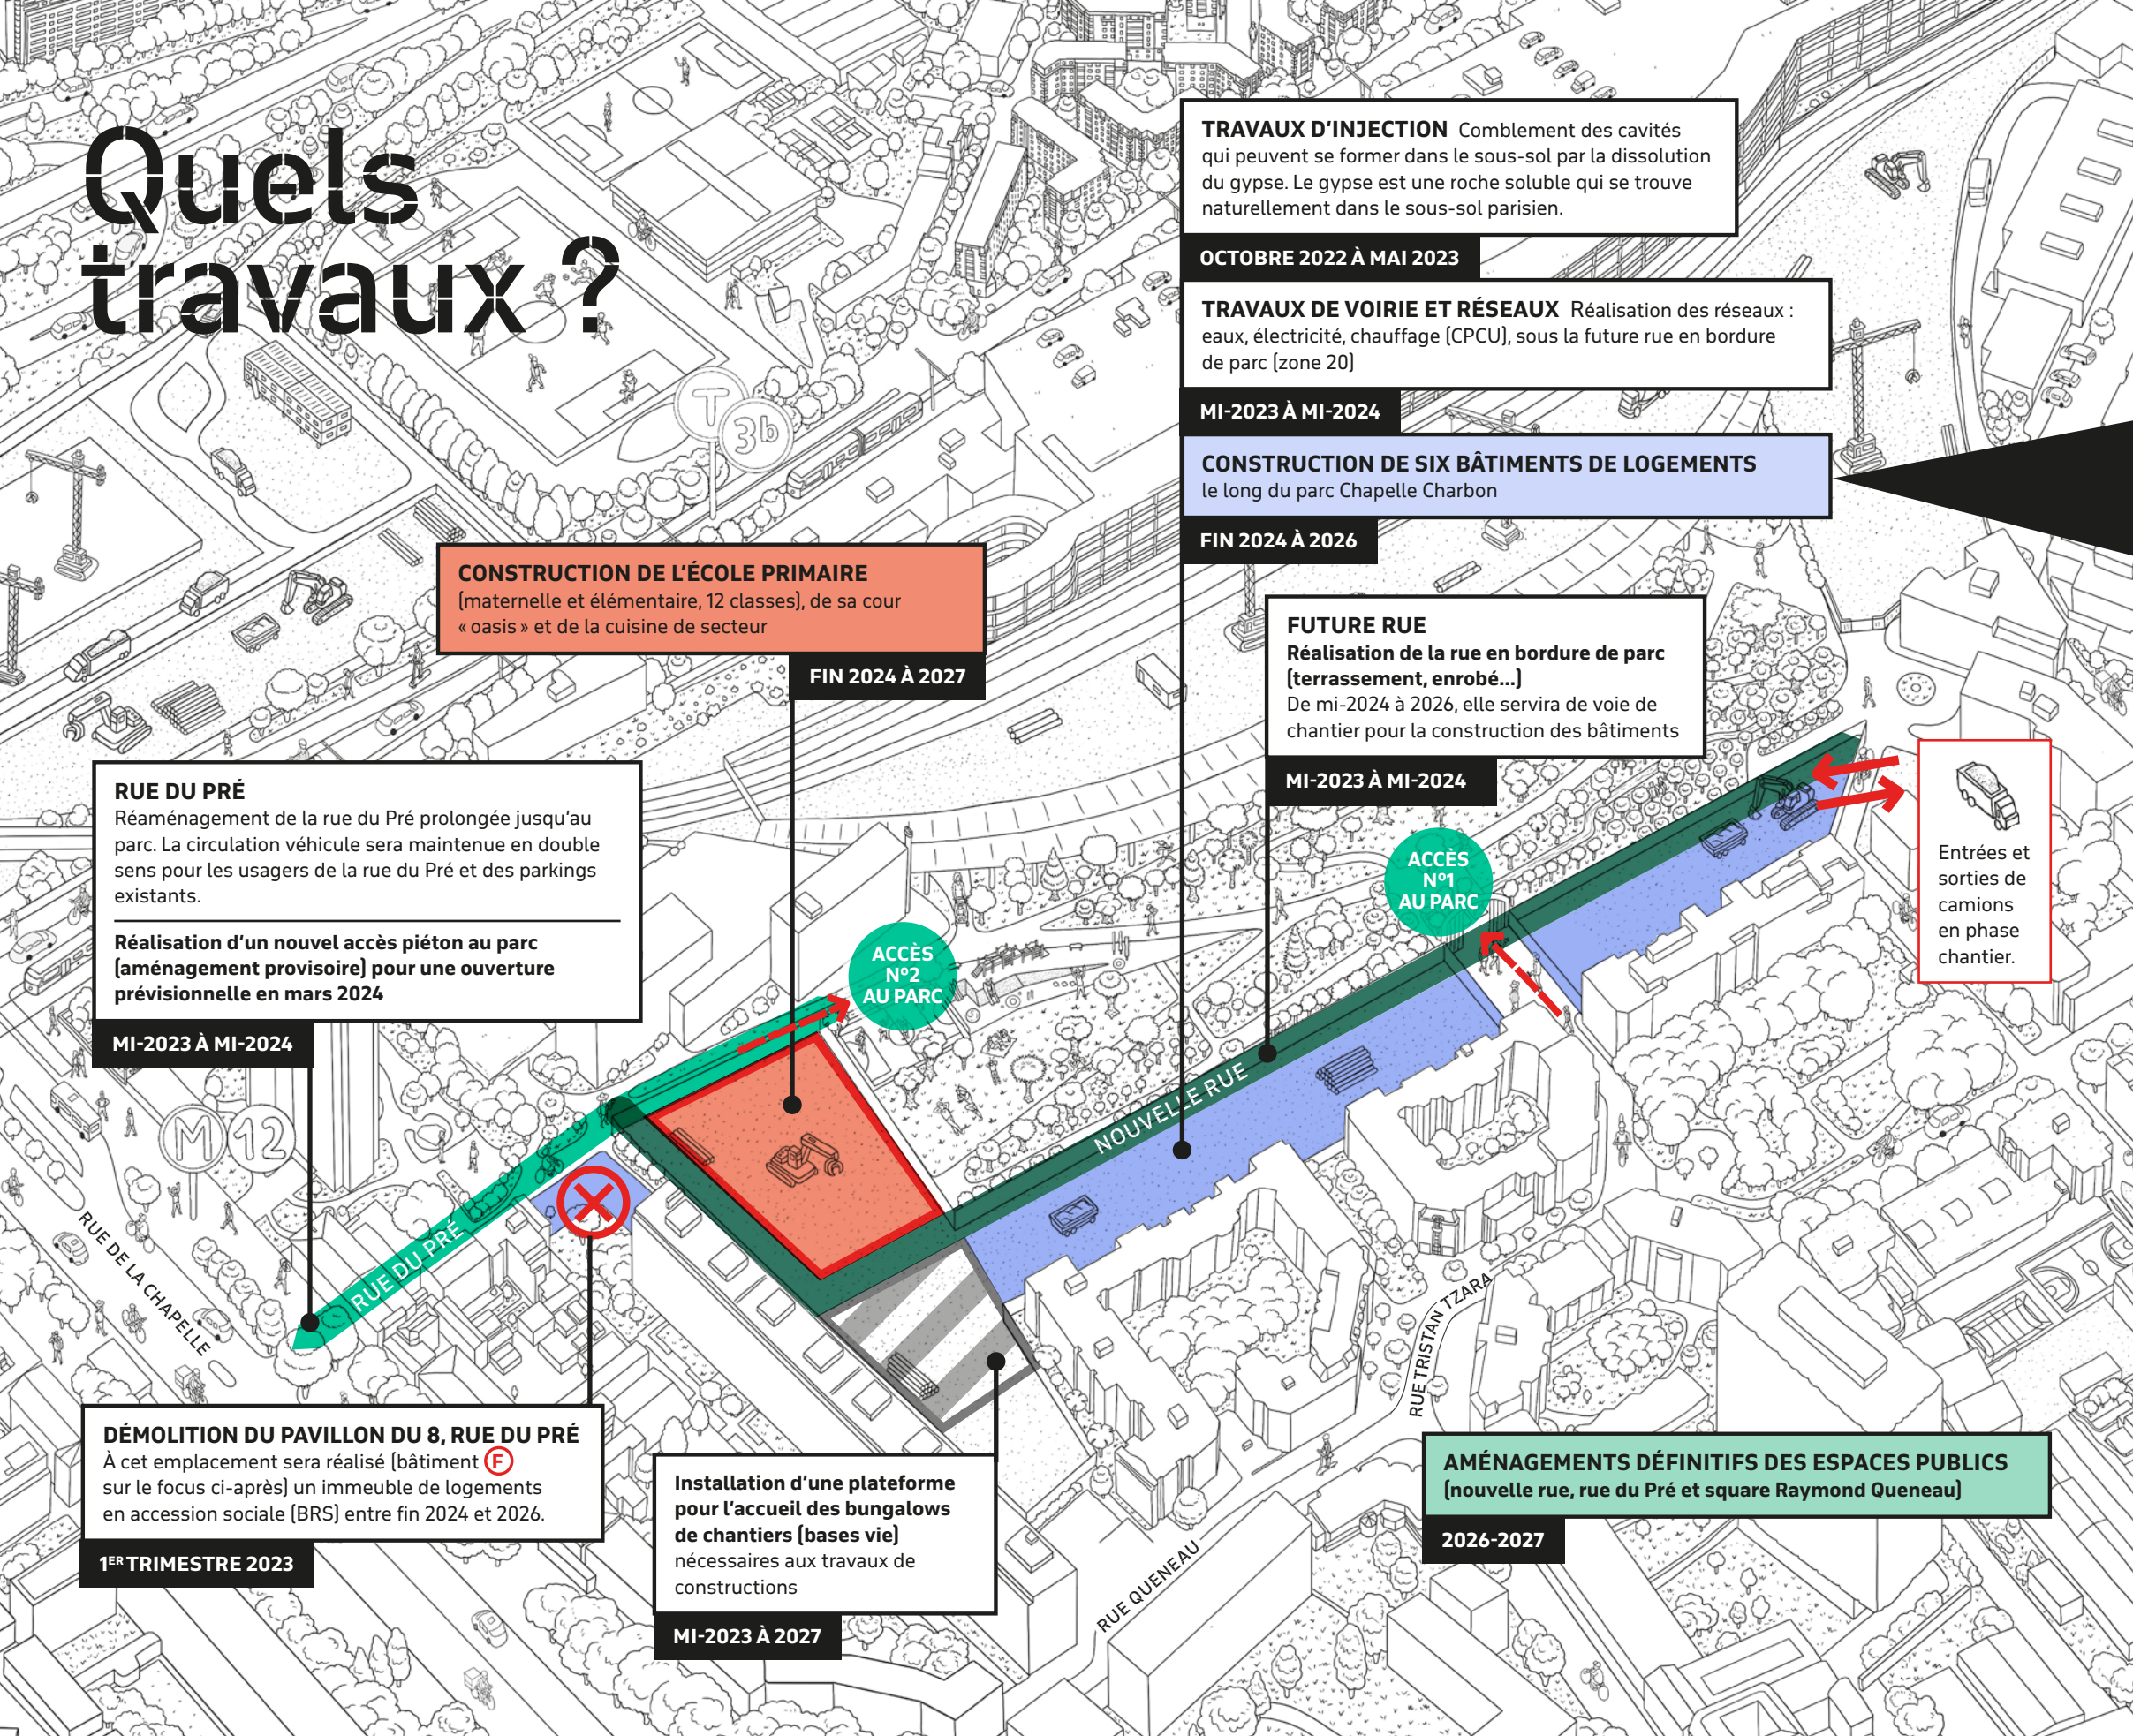 Quels
travaux ?
TRAVAUX D'INJECTION Comblement des cavités
qui peuvent se former dans le sous-sol par la dissolution
du gypse. Le gypse est une roche soluble qui se trouve
naturellement dans le sous-sol parisien.
OCTOBRE 2022 À MAI 2023
TRAVAUX DE VOIRIE ET RÉSEAUX Réalisation des réseaux :
eaux, électricité, chauffage (CPCU), sous la future rue en bordure
de parc (zone 20)
MI-2023 À MI-2024
CONSTRUCTION DE SIX BÂTIMENTS DE LOGEMENTS
le long du parc Chapelle Charbon
FIN 2024 À 2026
T
3b
CONSTRUCTION DE L'ÉCOLE PRIMAIRE
(maternelle et élémentaire, 12 classes), de sa cour
« oasis » et de la cuisine de secteur
FIN 2024 À 2027
FUTURE RUE
Réalisation de la rue en bordure de parc
(terrassement, enrobé...)
De mi-2024 à 2026, elle servira de voie de
chantier pour la construction des bâtiments
MI-2023 À MI-2024
RUE DU PRÉ
Réaménagement de la rue du Pré prolongée jusqu'au
parc. La circulation véhicule sera maintenue en double
sens pour les usagers de la rue du Pré et des parkings
existants.
Réalisation d'un nouvel accès piéton au parc
(aménagement provisoire) pour une ouverture
prévisionnelle en mars 2024
MI-2023 À MI-2024
Entrées et
sorties de
camions
en phase
chantier.
ACCÈS
N°1
AU PARC
ACCÈS
N°2
AU PARC
NOUVELLE RUE
M 12
RUE DU PRÉ
RUE DE LA CHAPELLE
RUE TRISTAN TZARA
RUE QUENEAU
DÉMOLITION DU PAVILLON DU 8, RUE DU PRÉ
À cet emplacement sera réalisé (bâtiment F
sur le focus ci-après) un immeuble de logements
en accession sociale (BRS) entre fin 2024 et 2026.
1ER TRIMESTRE 2023
Installation d'une plateforme
pour l'accueil des bungalows
de chantiers (bases vie)
nécessaires aux travaux de
constructions
MI-2023 À 2027
AMÉNAGEMENTS DÉFINITIFS DES ESPACES PUBLICS
(nouvelle rue, rue du Pré et square Raymond Queneau)
2026-2027